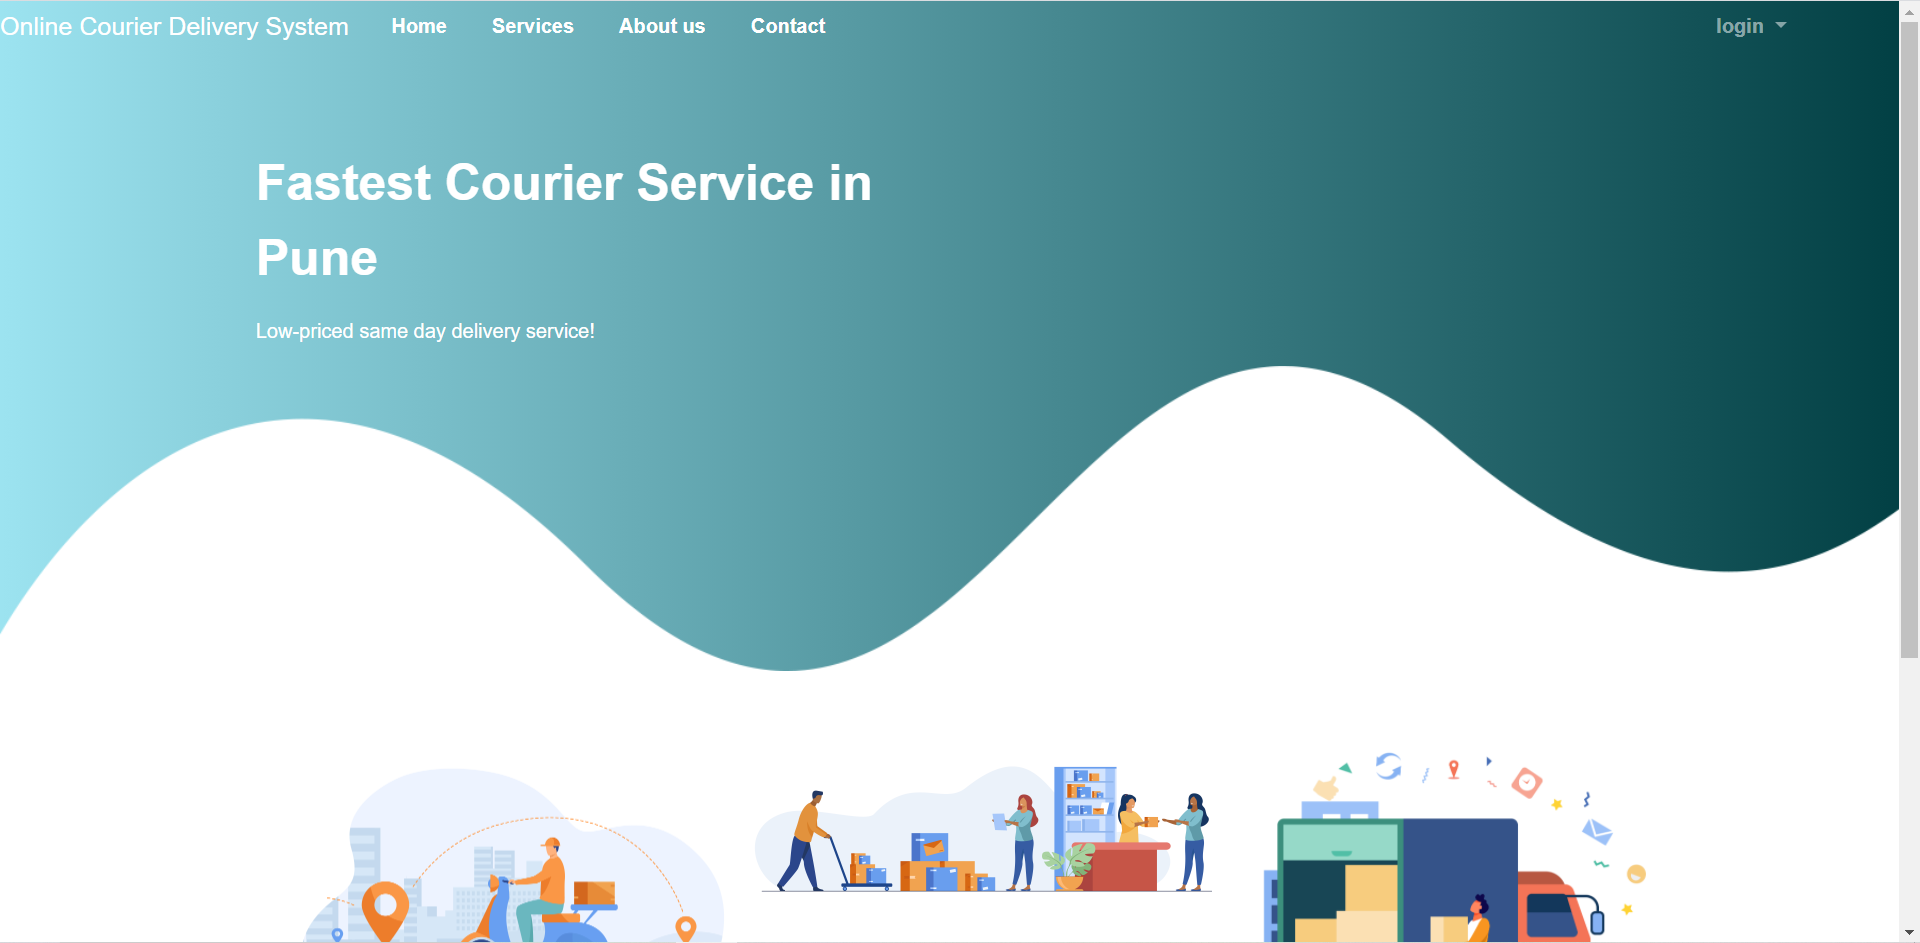 Online Courier Delivery System Home Services About us Contact login
Fastest Courier Service in
Pune
Low-priced same day delivery service!